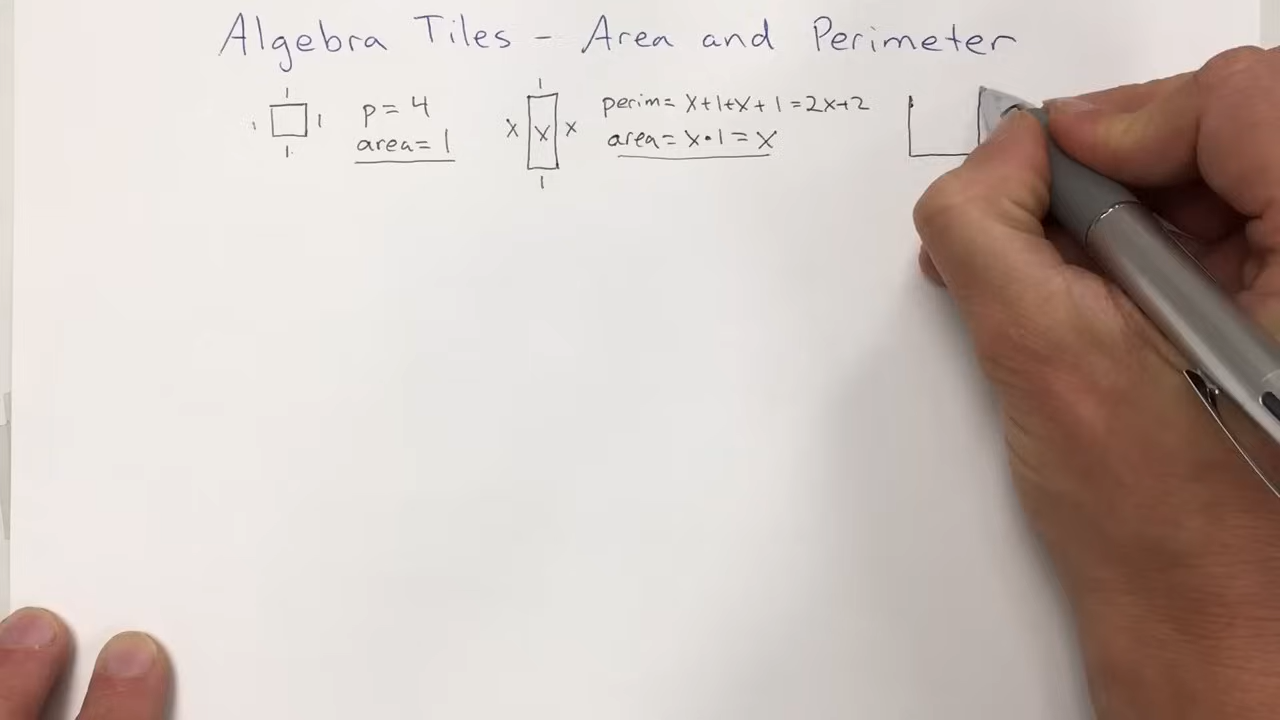 Algebra Tiles - Area and Perimeter
1
1 1
1
p = 4
area = 1
1
x x x
1
perim = x+1+x+1 = 2x+2
area = x•1 = x